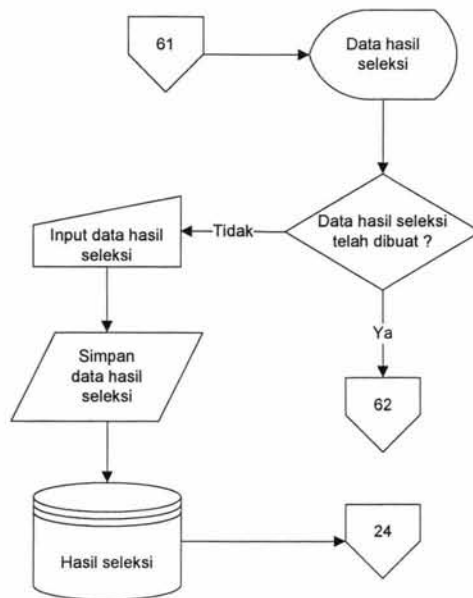 61
Data hasil
seleksi
Data hasil seleksi
telah dibuat ?
Tidak
Input data hasil
seleksi
Ya
Simpan
data hasil
seleksi
62
Hasil seleksi
24